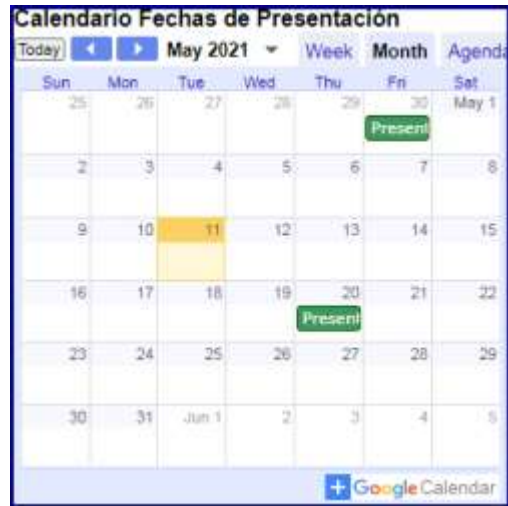 Calendario Fechas de Presentación
Today May 2021 Week Month Agenda
Sun Mon Tue Wed Thu Fri Sat
25 26 27 28 29 30 May 1
Present
2 3 4 5 6 7 8
9 10 11 12 13 14 15
16 17 18 19 20 21 22
Present
23 24 25 26 27 28 29
30 31 Jun 1 2 3 4 5
Google Calendar